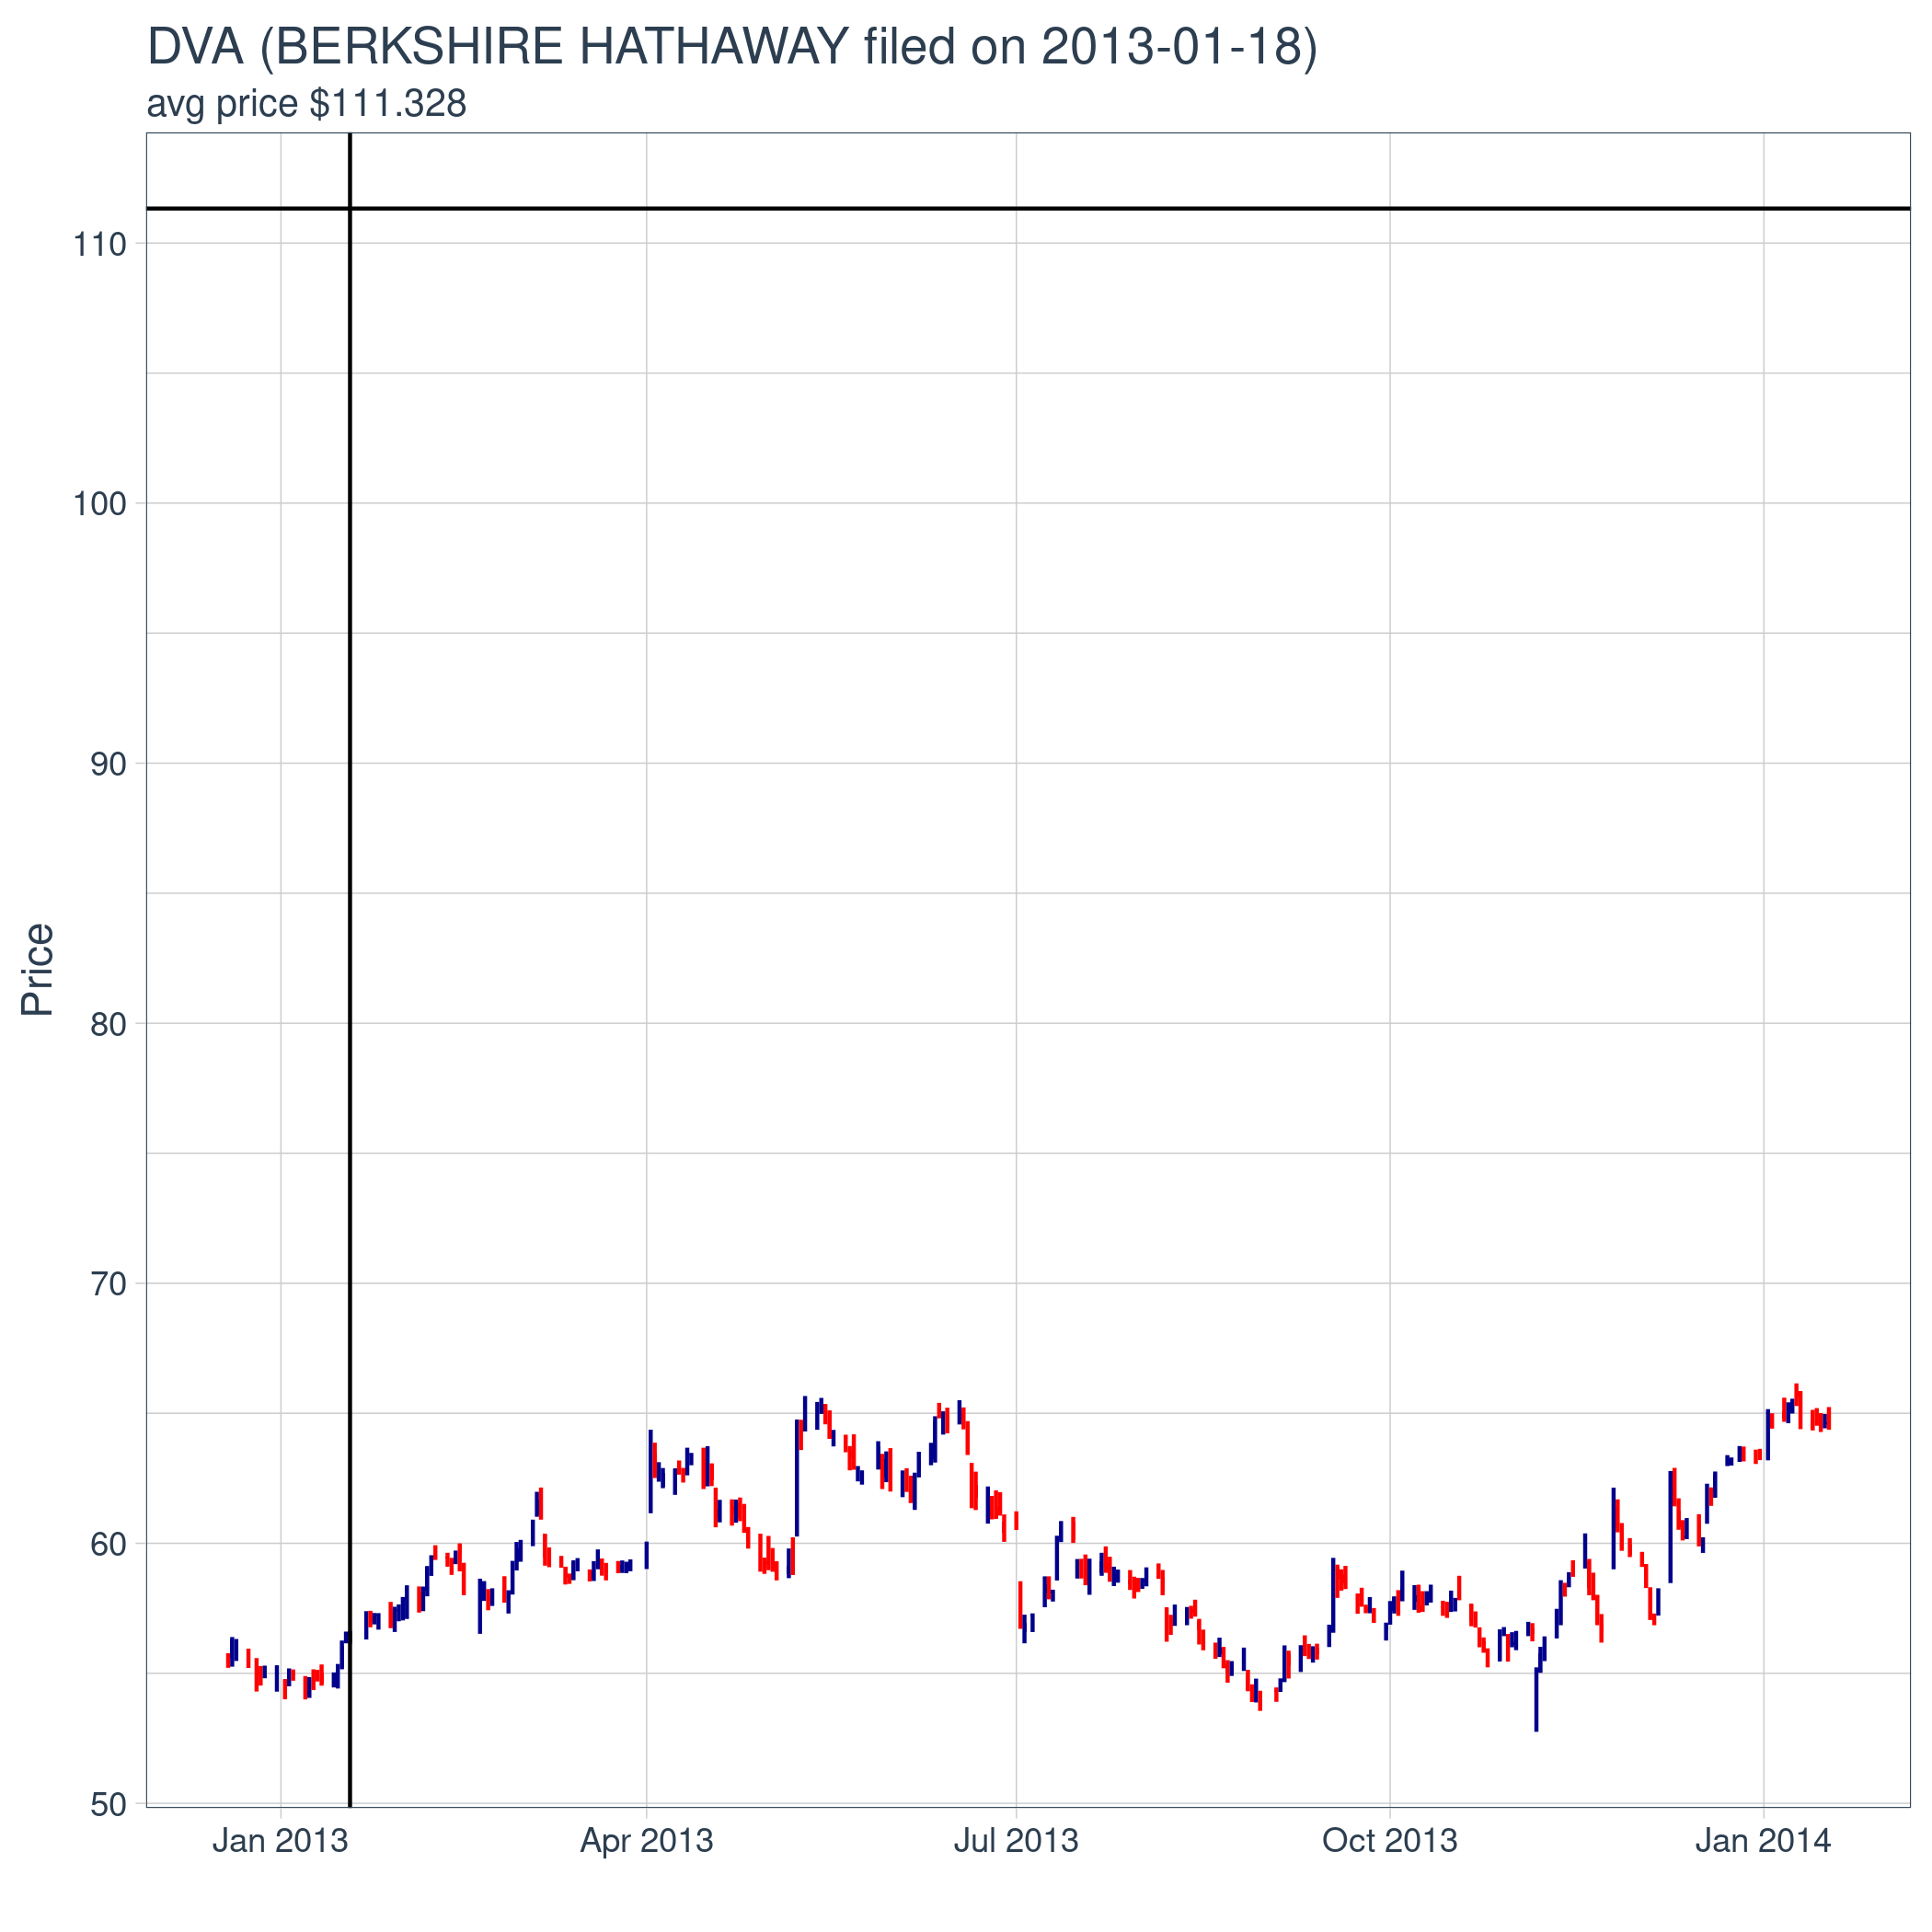 DVA (BERKSHIRE HATHAWAY filed on 2013-01-18)
avg price $111.328
110
100
90
80
70
60
50
Price
Jan 2013
Apr 2013
Jul 2013
Oct 2013
Jan 2014